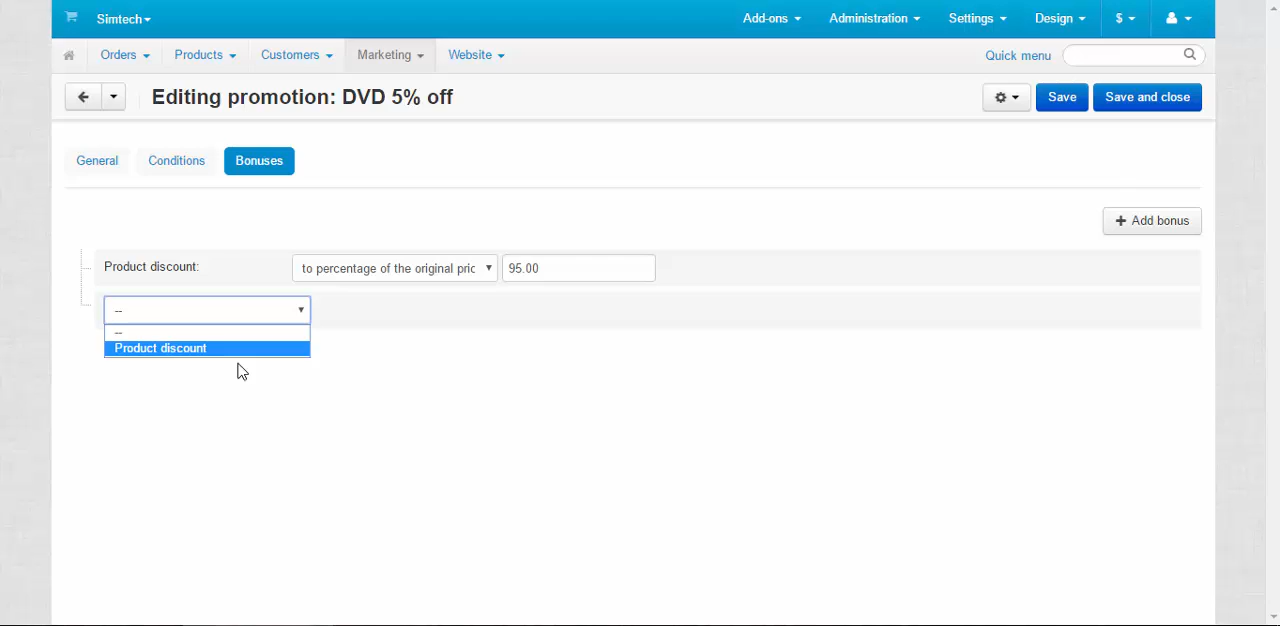 Simtech Add-ons Administration Settings Design $
Orders Products Customers Marketing Website Quick menu
Editing promotion: DVD 5% off Save Save and close
General Conditions Bonuses
+ Add bonus
Product discount: to percentage of the original pric 95.00
--
--
Product discount